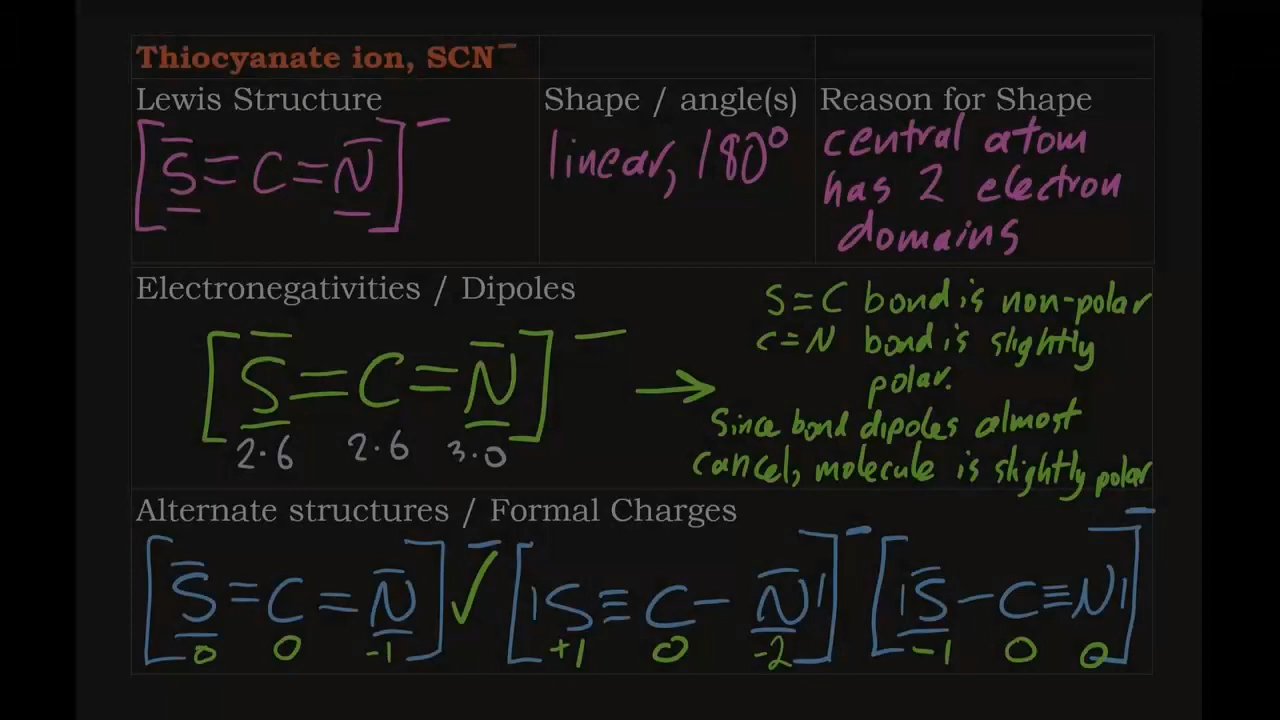 Thiocyanate ion, SCN⁻
Lewis Structure
Shape / angle(s)
Reason for Shape
[S=C=N]⁻
linear, 180°
central atom
has 2 electron
domains
Electronegativities / Dipoles
[S=C=N]⁻
2.6 2.6 3.0
→
S=C bond is non-polar
C=N bond is slightly
polar.
Since bond dipoles almost
cancel, molecule is slightly polar
Alternate structures / Formal Charges
[S=C=N]⁻ ✓ [|S≡C–N|]⁻ [|S–C≡N|]⁻
0 0 -1 +1 0 -2 -1 0 0